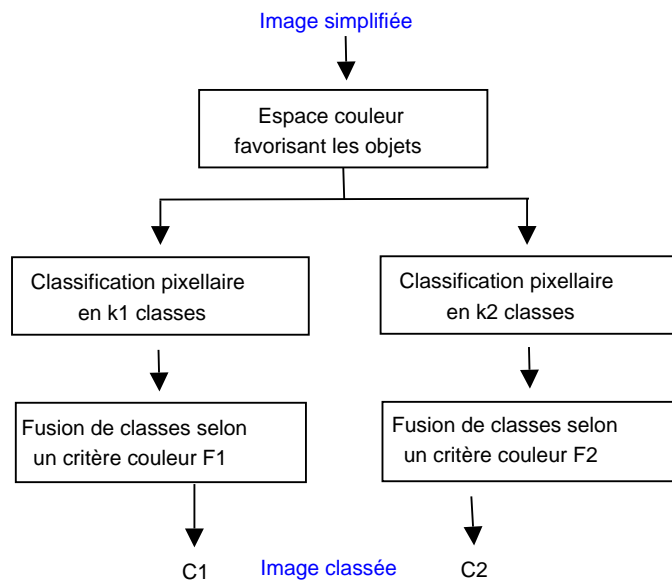 Image simplifiée
Espace couleur
favorisant les objets
Classification pixellaire
en k1 classes
Classification pixellaire
en k2 classes
Fusion de classes selon
un critère couleur F1
Fusion de classes selon
un critère couleur F2
C1
Image classée
C2